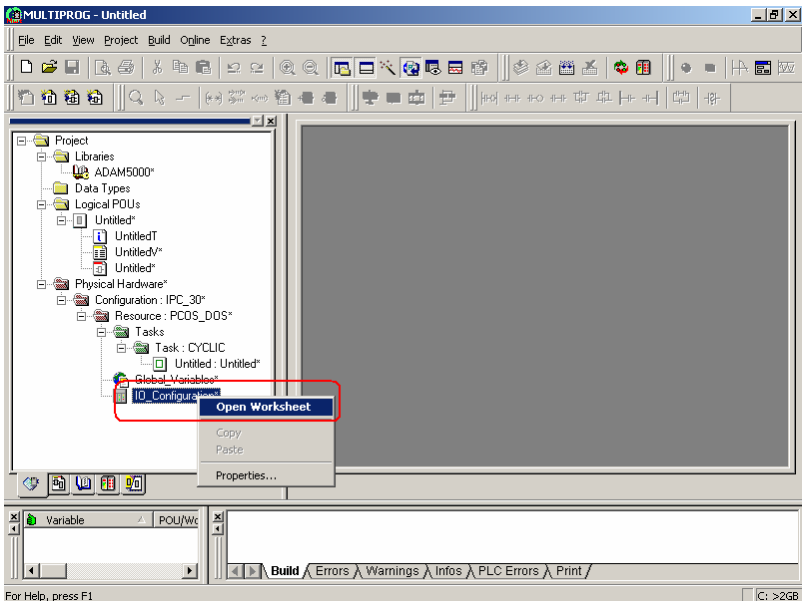 MULTIPROG - Untitled
File Edit View Project Build Online Extras ?
Project
Libraries
ADAM5000*
Data Types
Logical POUs
Untitled*
UntitledT
UntitledV*
Untitled*
Physical Hardware*
Configuration : IPC_30*
Resource : PCOS_DOS*
Tasks
Task : CYCLIC
Untitled : Untitled*
Global_Variables*
IO_Configuration*
Open Worksheet
Copy
Paste
Properties...
Variable POU/Wo
Build Errors Warnings Infos PLC Errors Print
For Help, press F1 C: >2GB